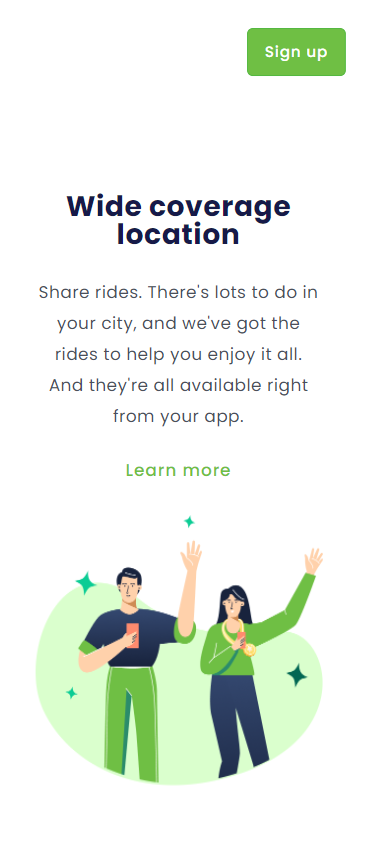 Sign up
Wide coverage
location
Share rides. There's lots to do in
your city, and we've got the
rides to help you enjoy it all.
And they're all available right
from your app.
Learn more